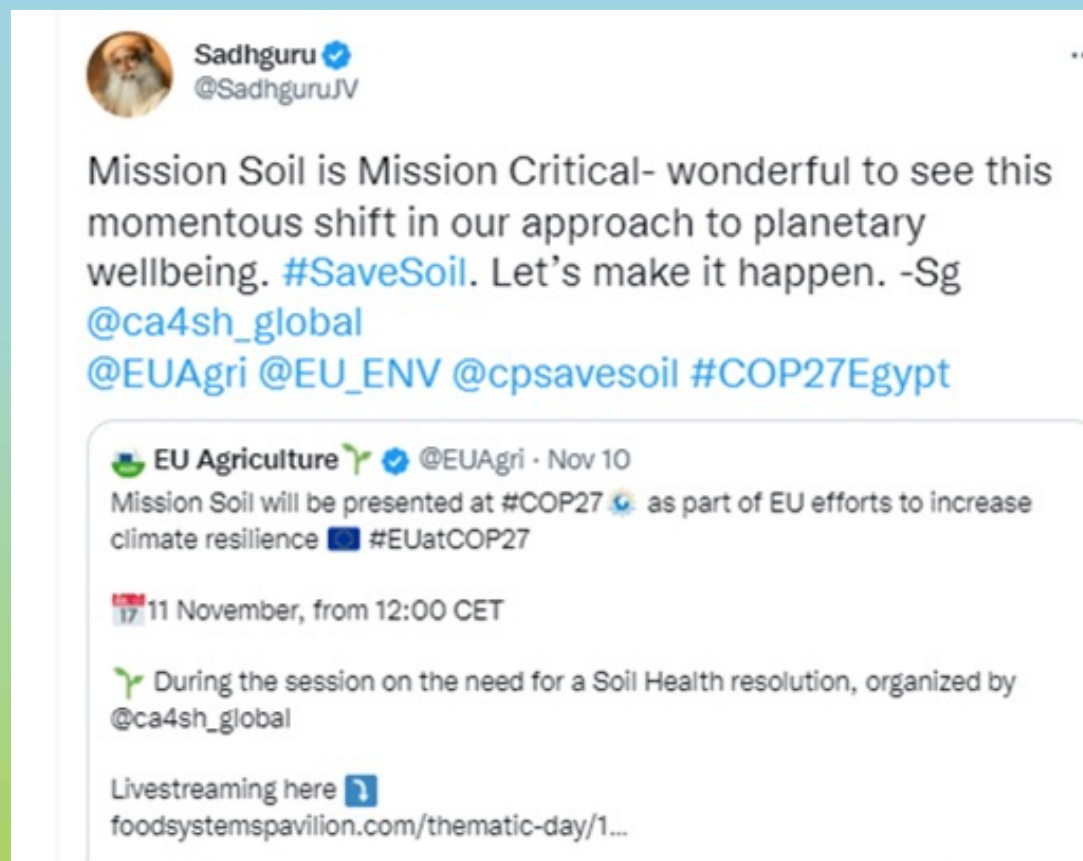 Sadhguru
@SadhguruJV
Mission Soil is Mission Critical- wonderful to see this
momentous shift in our approach to planetary
wellbeing. #SaveSoil. Let’s make it happen. -Sg
@ca4sh_global
@EUAgri @EU_ENV @cpsavesoil #COP27Egypt
EU Agriculture @EUAgri · Nov 10
Mission Soil will be presented at #COP27 as part of EU efforts to increase
climate resilience #EUatCOP27
17 11 November, from 12:00 CET
During the session on the need for a Soil Health resolution, organized by
@ca4sh_global
Livestreaming here
foodsystemspavilion.com/thematic-day/1...